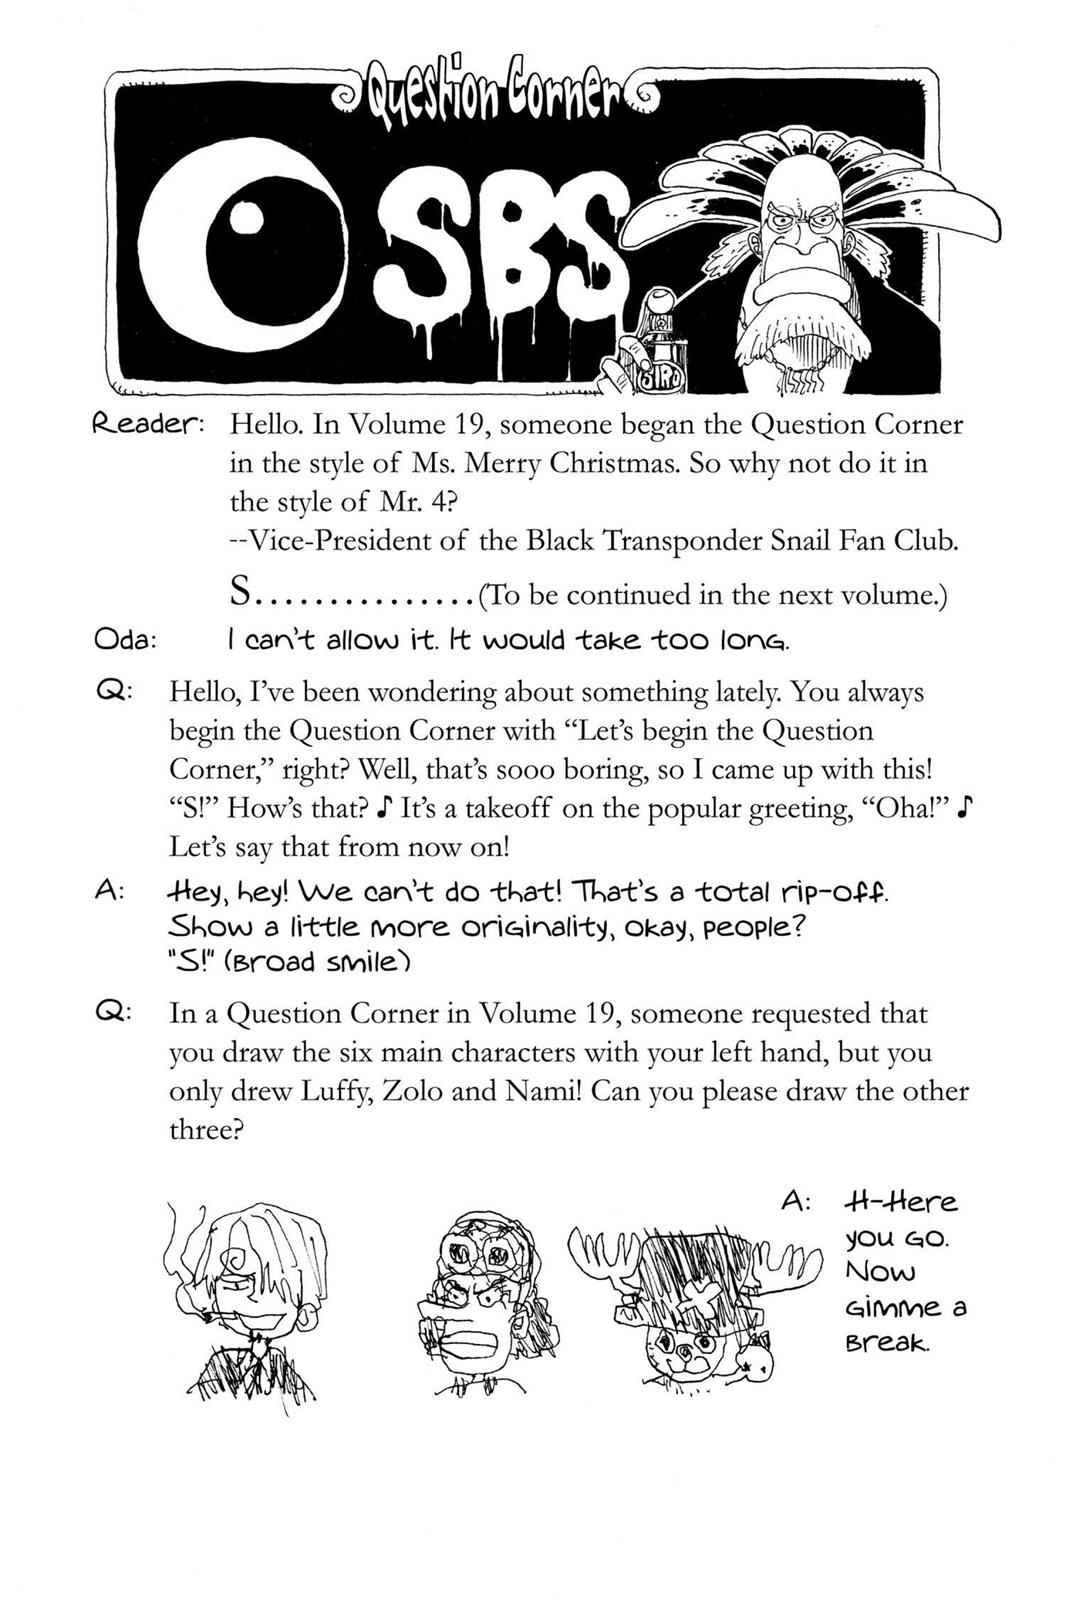 Question Corner
SBS
SIRO
Reader: Hello. In Volume 19, someone began the Question Corner
in the style of Ms. Merry Christmas. So why not do it in
the style of Mr. 4?
--Vice-President of the Black Transponder Snail Fan Club.
S...............(To be continued in the next volume.)
Oda: I can't allow it. It would take too long.
Q: Hello, I've been wondering about something lately. You always
begin the Question Corner with “Let's begin the Question
Corner,” right? Well, that's sooo boring, so I came up with this!
“S!” How's that? ♪ It's a takeoff on the popular greeting, “Oha!” ♪
Let's say that from now on!
A: Hey, hey! We can't do that! That's a total rip-off.
Show a little more originality, okay, people?
"S!" (Broad smile)
Q: In a Question Corner in Volume 19, someone requested that
you draw the six main characters with your left hand, but you
only drew Luffy, Zolo and Nami! Can you please draw the other
three?
A: H-Here
you go.
Now
gimme a
break.